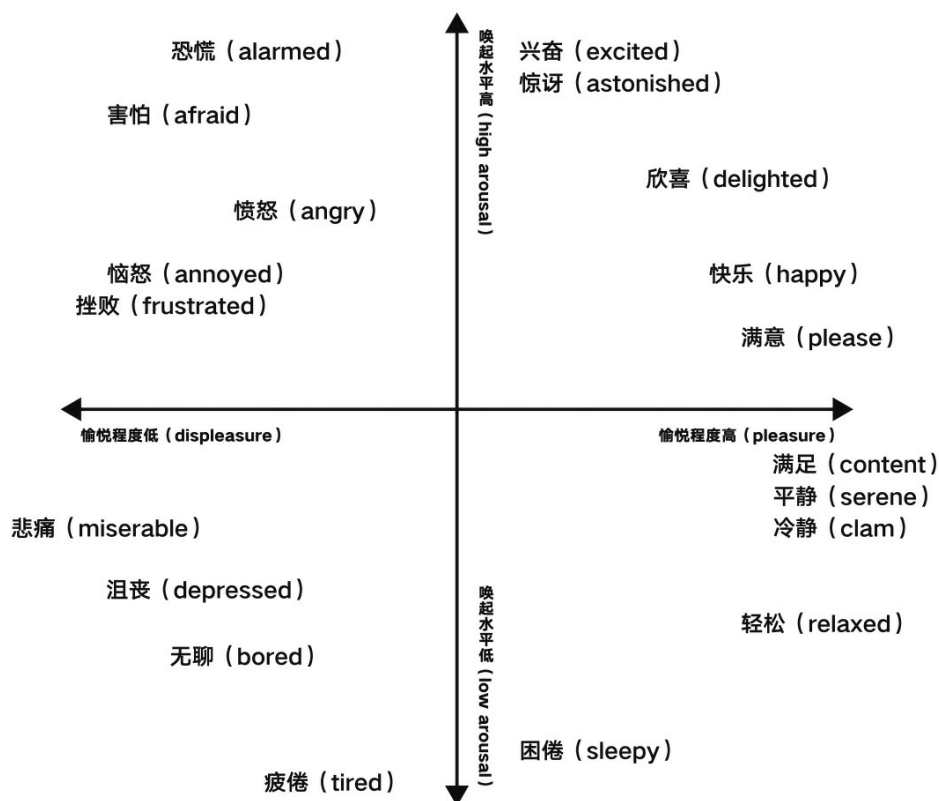 恐慌（alarmed）
兴奋（excited）
惊讶（astonished）
害怕（afraid）
唤起水平高（high arousal）
欣喜（delighted）
愤怒（angry）
恼怒（annoyed）
快乐（happy）
挫败（frustrated）
满意（please）
愉悦程度低（displeasure）
愉悦程度高（pleasure）
满足（content）
平静（serene）
悲痛（miserable）
冷静（clam）
沮丧（depressed）
唤起水平低（low arousal）
轻松（relaxed）
无聊（bored）
困倦（sleepy）
疲倦（tired）